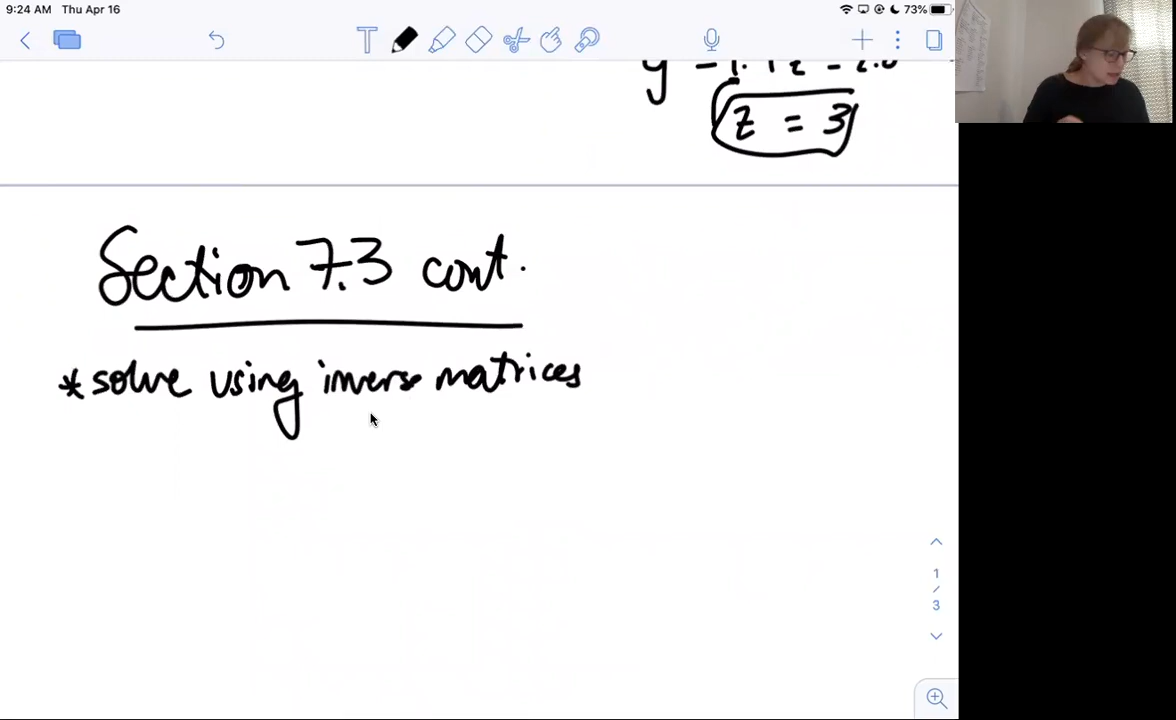 9:24 AM Thu Apr 16
73%
z = 3
Section 7.3 cont.
*solve using inverse matrices
1
/
3